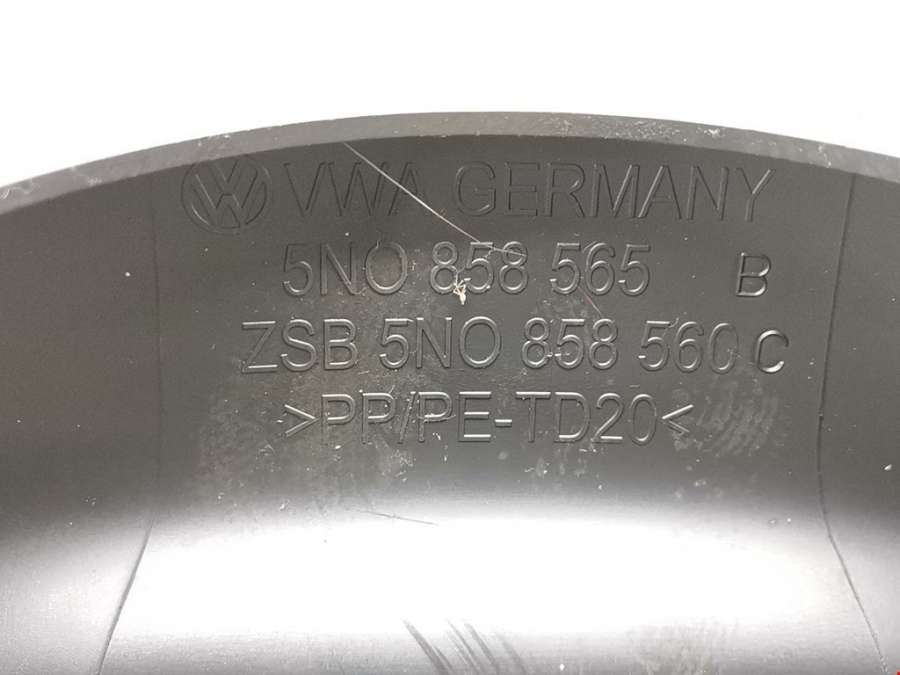 VWA GERMANY
5N0 858 565 B
ZSB 5N0 858 560 C
>PP/PE-TD20<